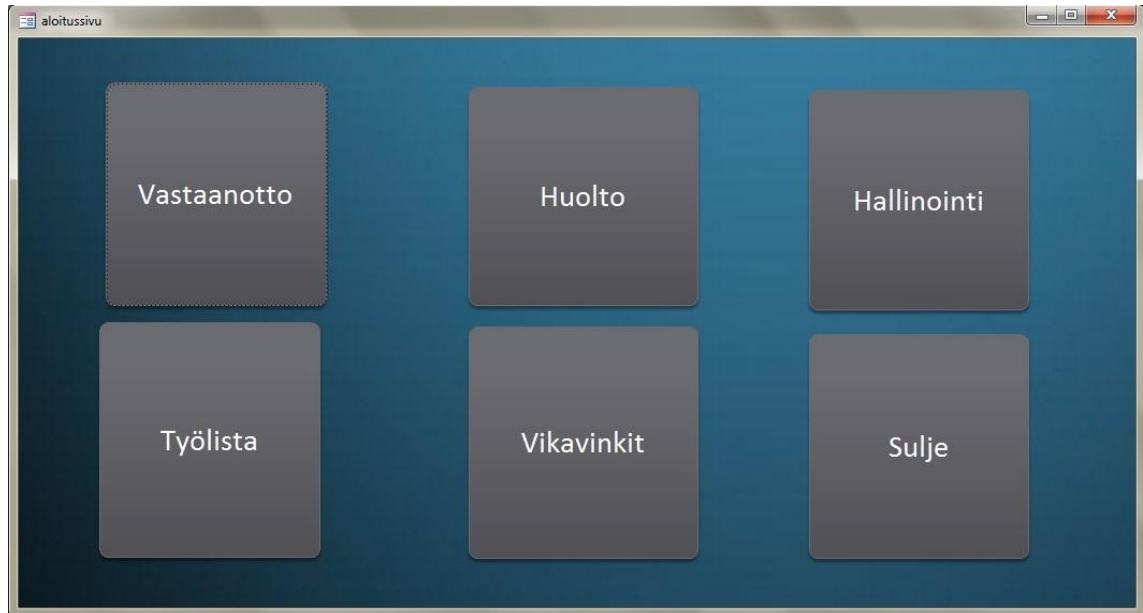 aloitussivu
Vastaanotto
Huolto
Hallinointi
Työlista
Vikavinkit
Sulje